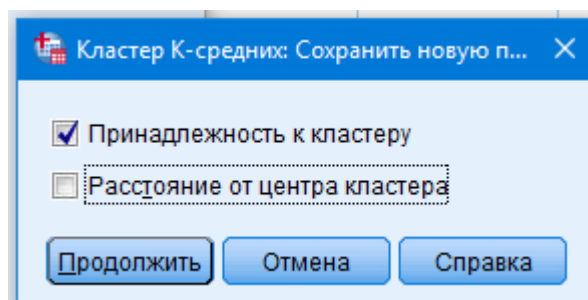 Кластер К-средних: Сохранить новую п...
Принадлежность к кластеру
Расстояние от центра кластера
Продолжить Отмена Справка